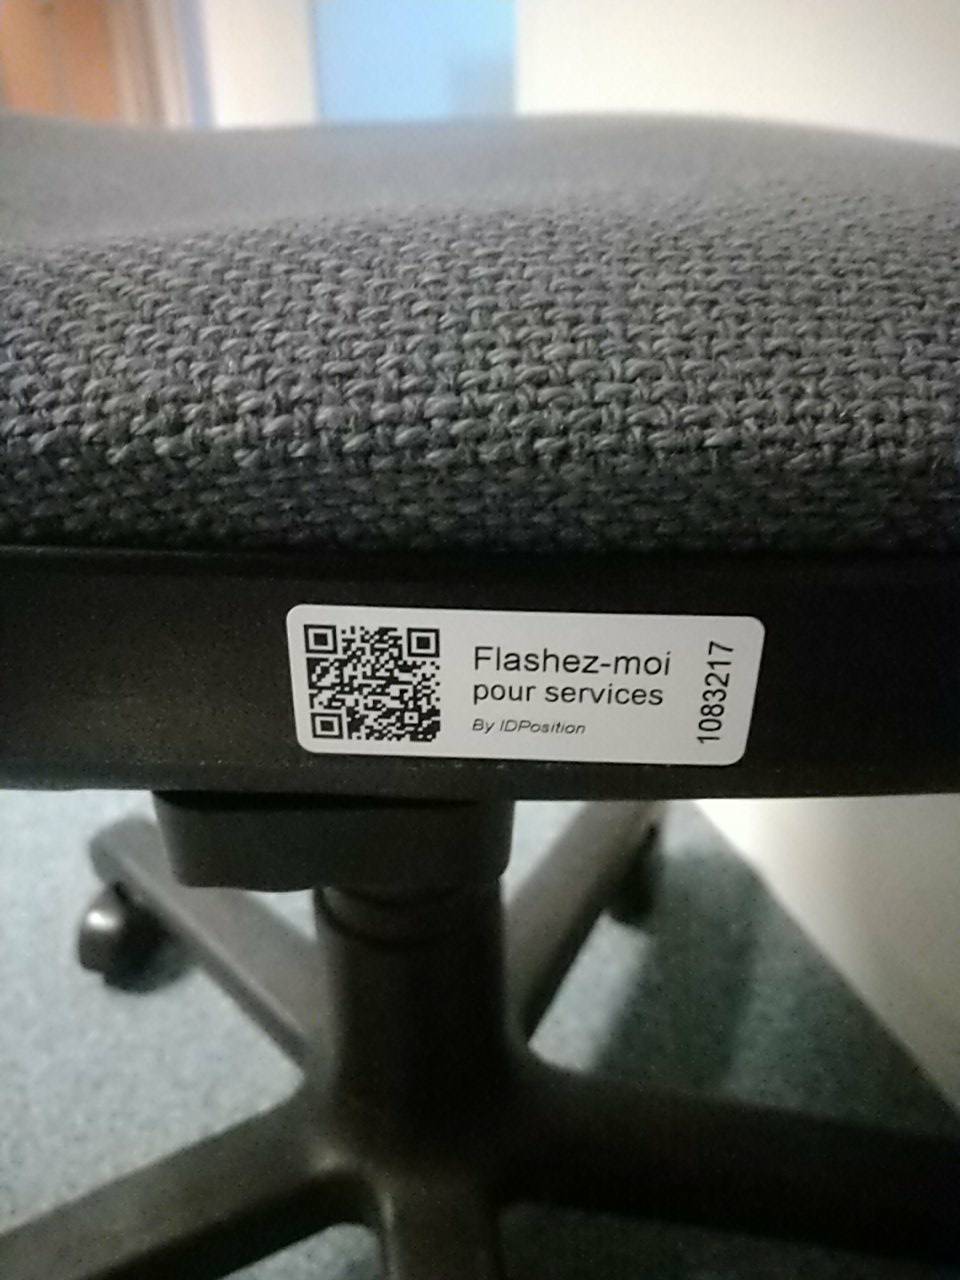 Flashez-moi
pour services
By IDPosition
1083217